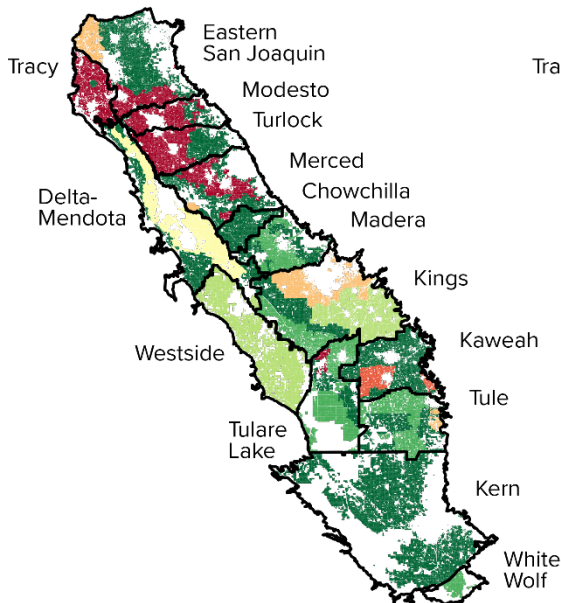 Eastern
San Joaquin
Tracy
Tra
Modesto
Turlock
Merced
Chowchilla
Madera
Delta-
Mendota
Kings
Kaweah
Westside
Tule
Tulare
Lake
Kern
White
Wolf